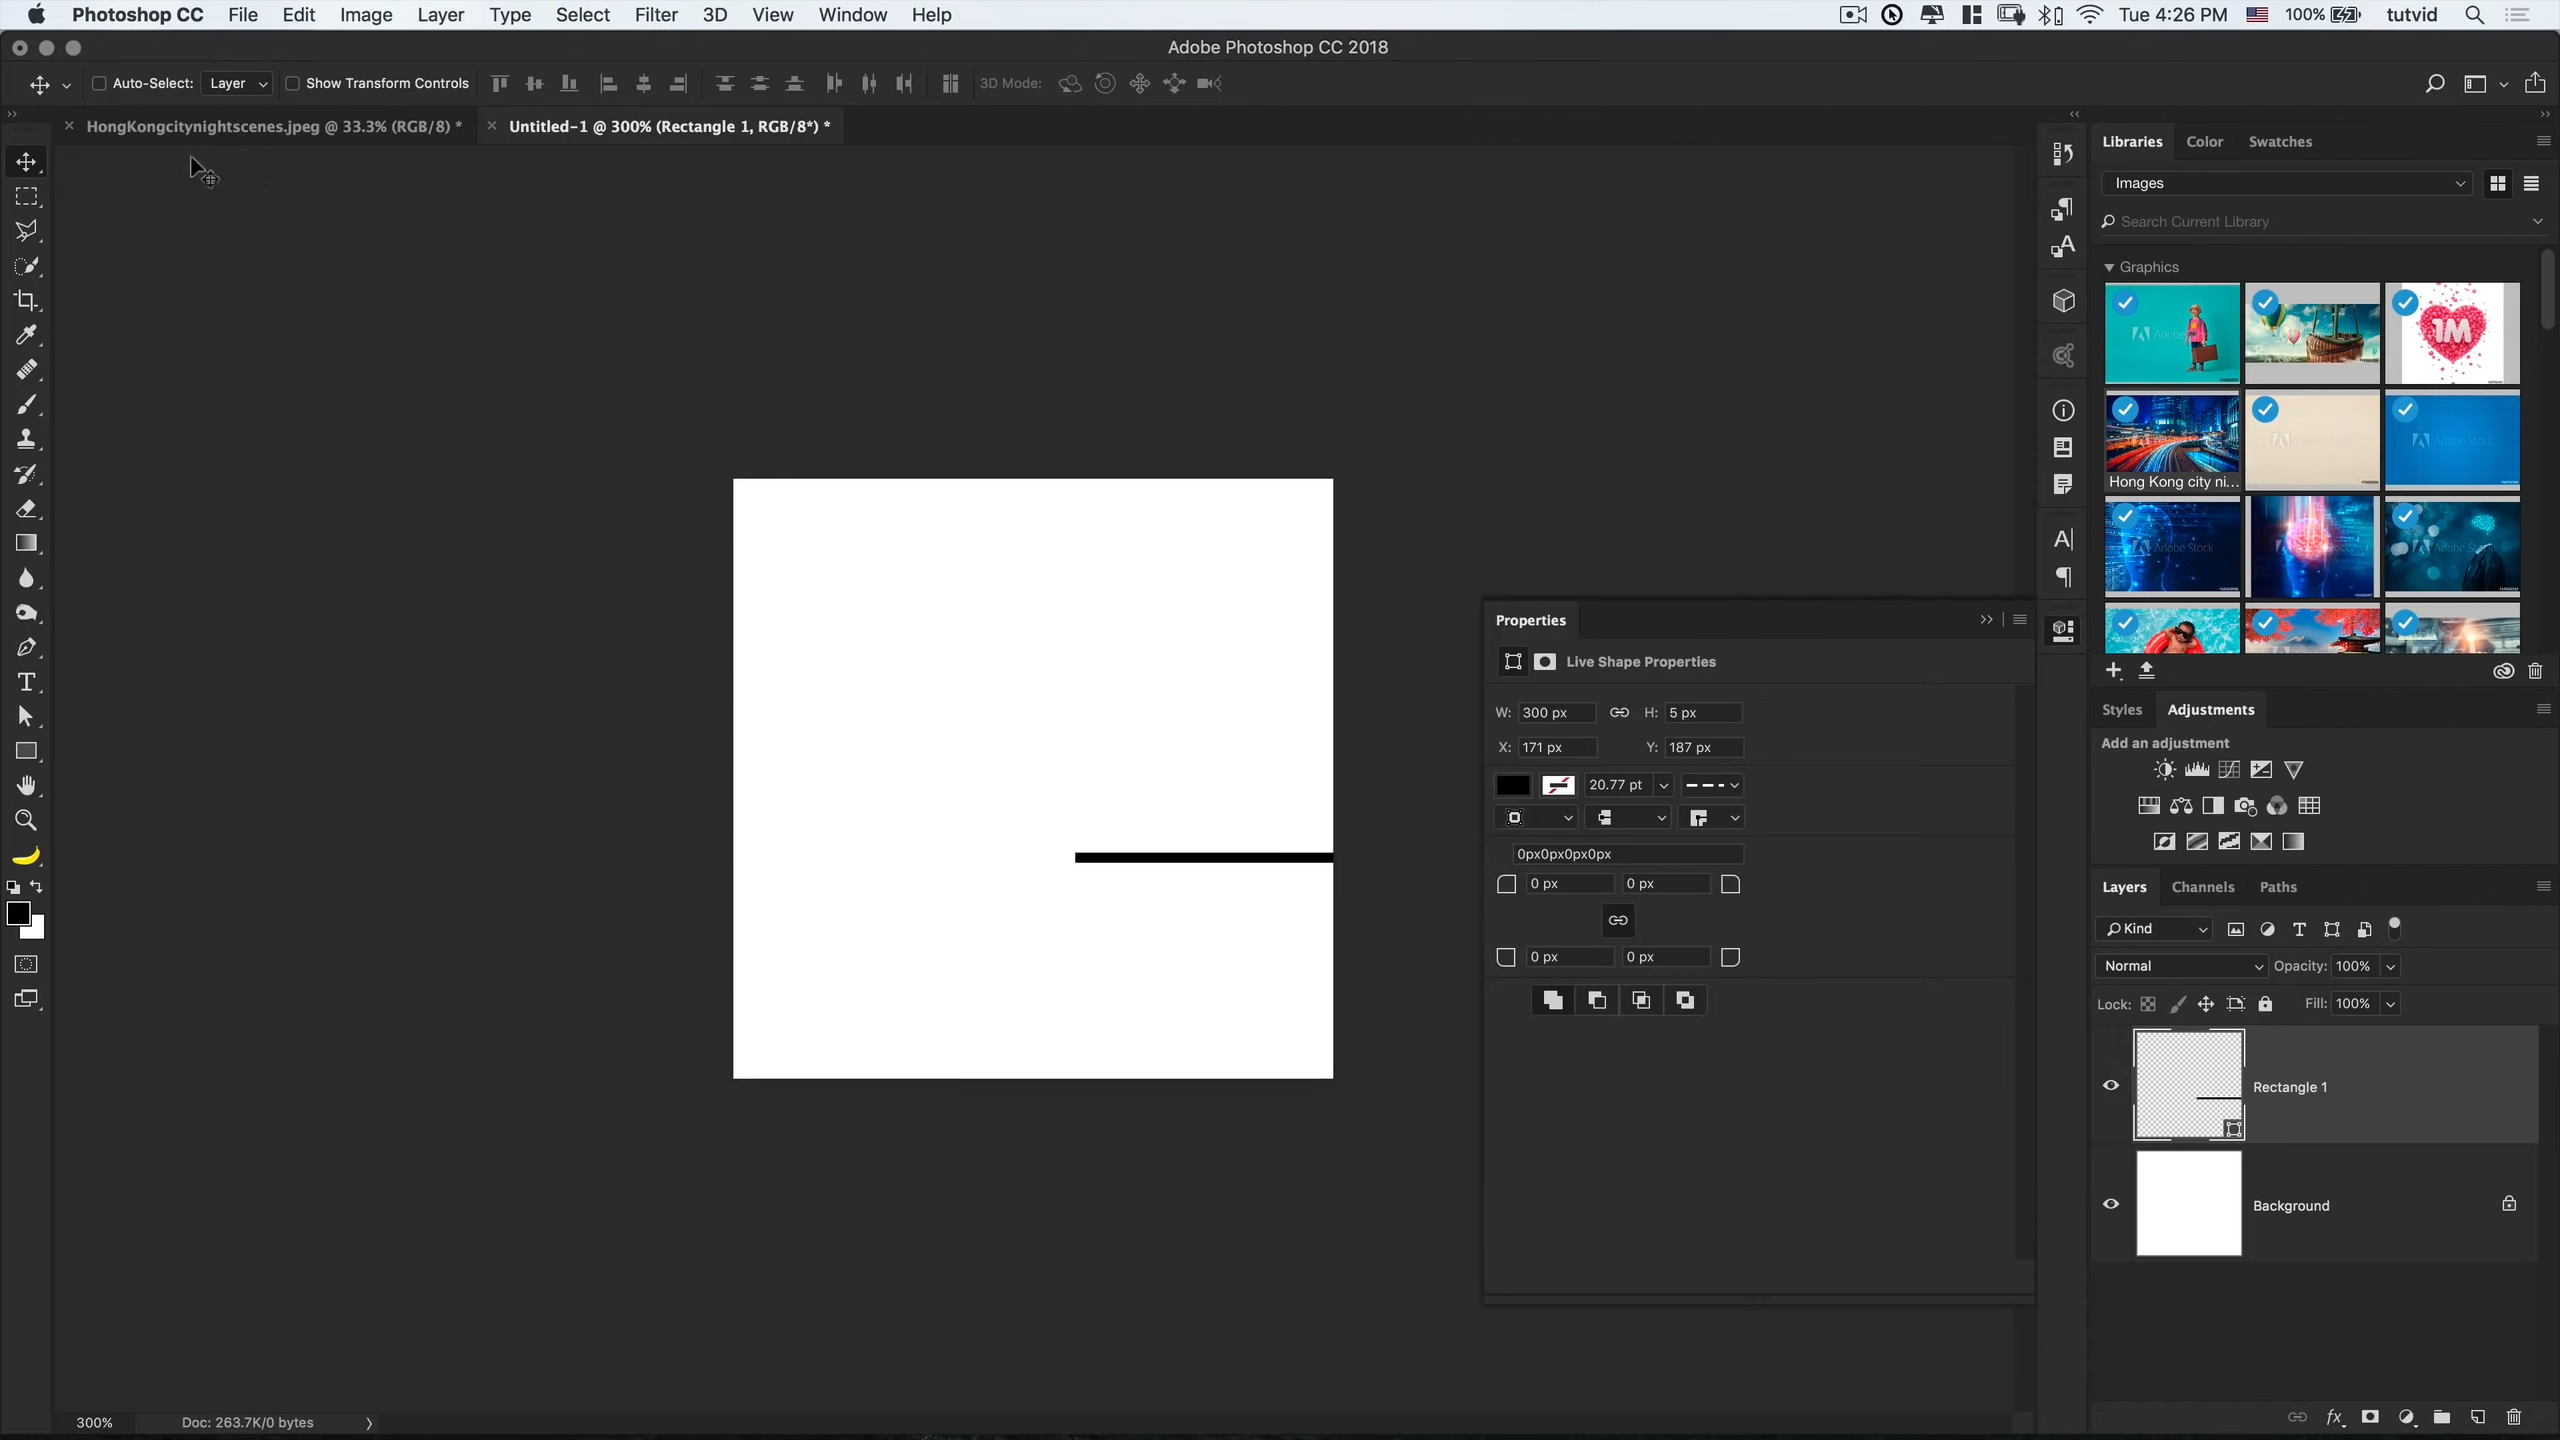 Photoshop CC File Edit Image Layer Type Select Filter 3D View Window Help Tue 4:26 PM 100% tutvid
Adobe Photoshop CC 2018
Auto-Select: Layer Show Transform Controls 3D Mode:
HongKongcitynightscenes.jpeg @ 33.3% (RGB/8) * Untitled-1 @ 300% (Rectangle 1, RGB/8*) *
Libraries Color Swatches
Images
Search Current Library
Graphics
1M
Hong Kong city ni...
Adobe Stock
Properties
Live Shape Properties
W: 300 px H: 5 px
X: 171 px Y: 187 px
20.77 pt
0px0px0px0px
0 px 0 px
0 px 0 px
Styles Adjustments
Add an adjustment
Layers Channels Paths
Kind
Normal Opacity: 100%
Lock: Fill: 100%
Rectangle 1
Background
300% Doc: 263.7K/0 bytes